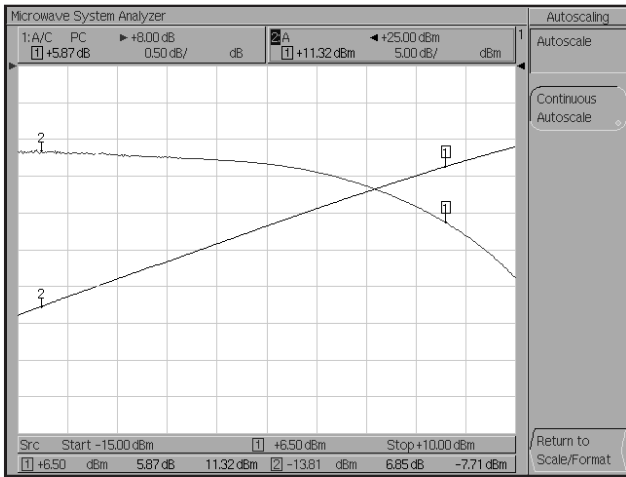 Microwave System Analyzer
Autoscaling
1:A/C PC ►+8.00 dB
1 +5.87 dB 0.50 dB/ dB
2 A ◄+25.00 dBm
1 +11.32 dBm 5.00 dB/ dBm
1
Autoscale
Continuous
Autoscale
2
1
1
2
Src Start -15.00 dBm 1 +6.50 dBm Stop +10.00 dBm
1 +6.50 dBm 5.87 dB 11.32 dBm 2 -13.81 dBm 6.85 dB -7.71 dBm
Return to
Scale/Format